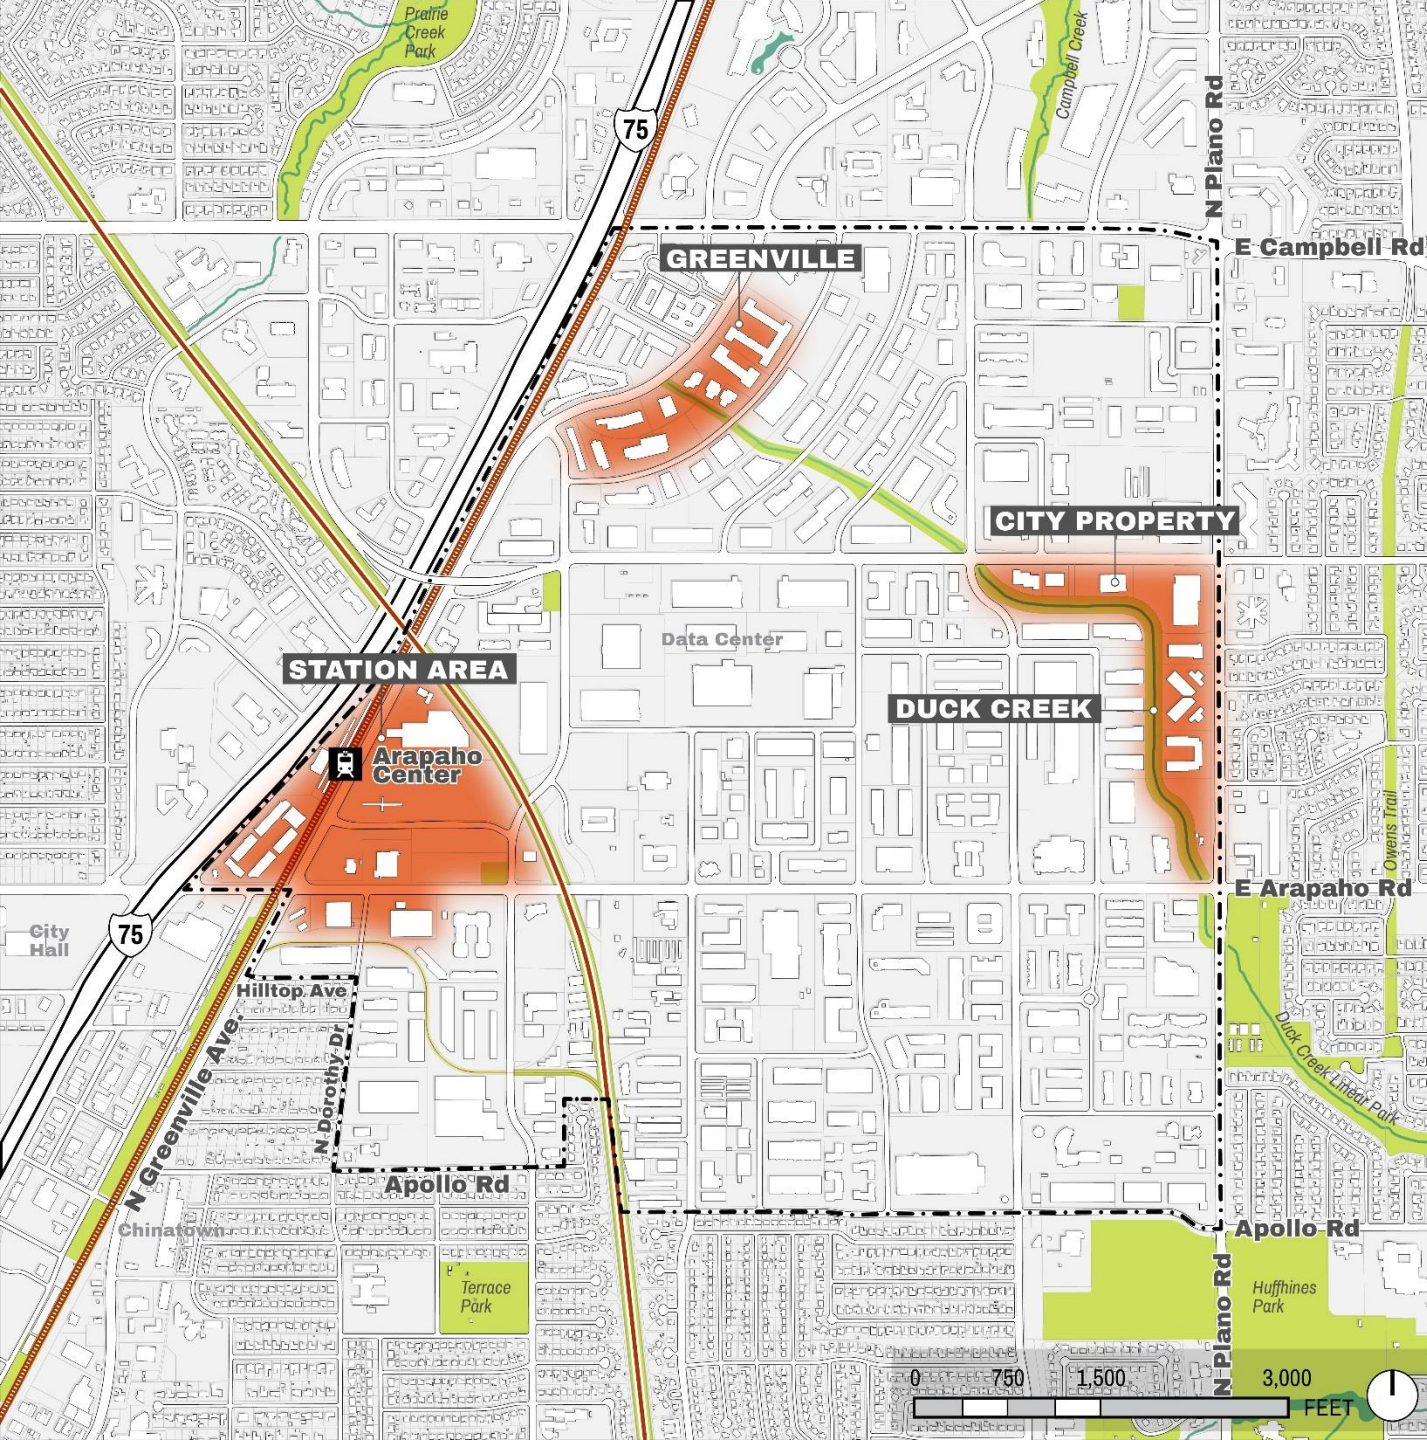 Prairie
Creek
Park
Campbell Creek
75
N Plano Rd
E Campbell Rd
GREENVILLE
CITY PROPERTY
Data Center
STATION AREA
DUCK CREEK
Arapaho
Center
Owens Trail
E Arapaho Rd
City
Hall
75
Hilltop Ave
N Greenville Ave.
N Dorothy Dr
Duck Creek Linear Park
Apollo Rd
Chinatown
Apollo Rd
Terrace
Park
Huffhines
Park
N Plano Rd
0 750 1,500 3,000
FEET